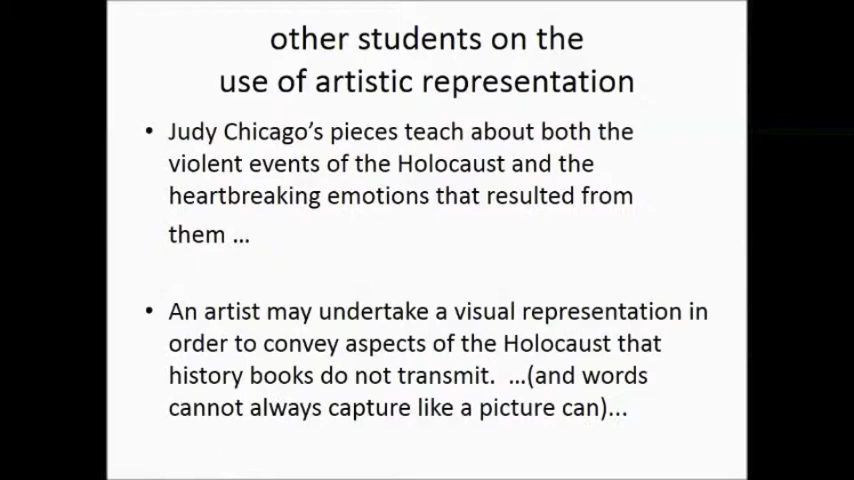 other students on the
use of artistic representation
• Judy Chicago’s pieces teach about both the
violent events of the Holocaust and the
heartbreaking emotions that resulted from
them …
• An artist may undertake a visual representation in
order to convey aspects of the Holocaust that
history books do not transmit.  …(and words
cannot always capture like a picture can)...